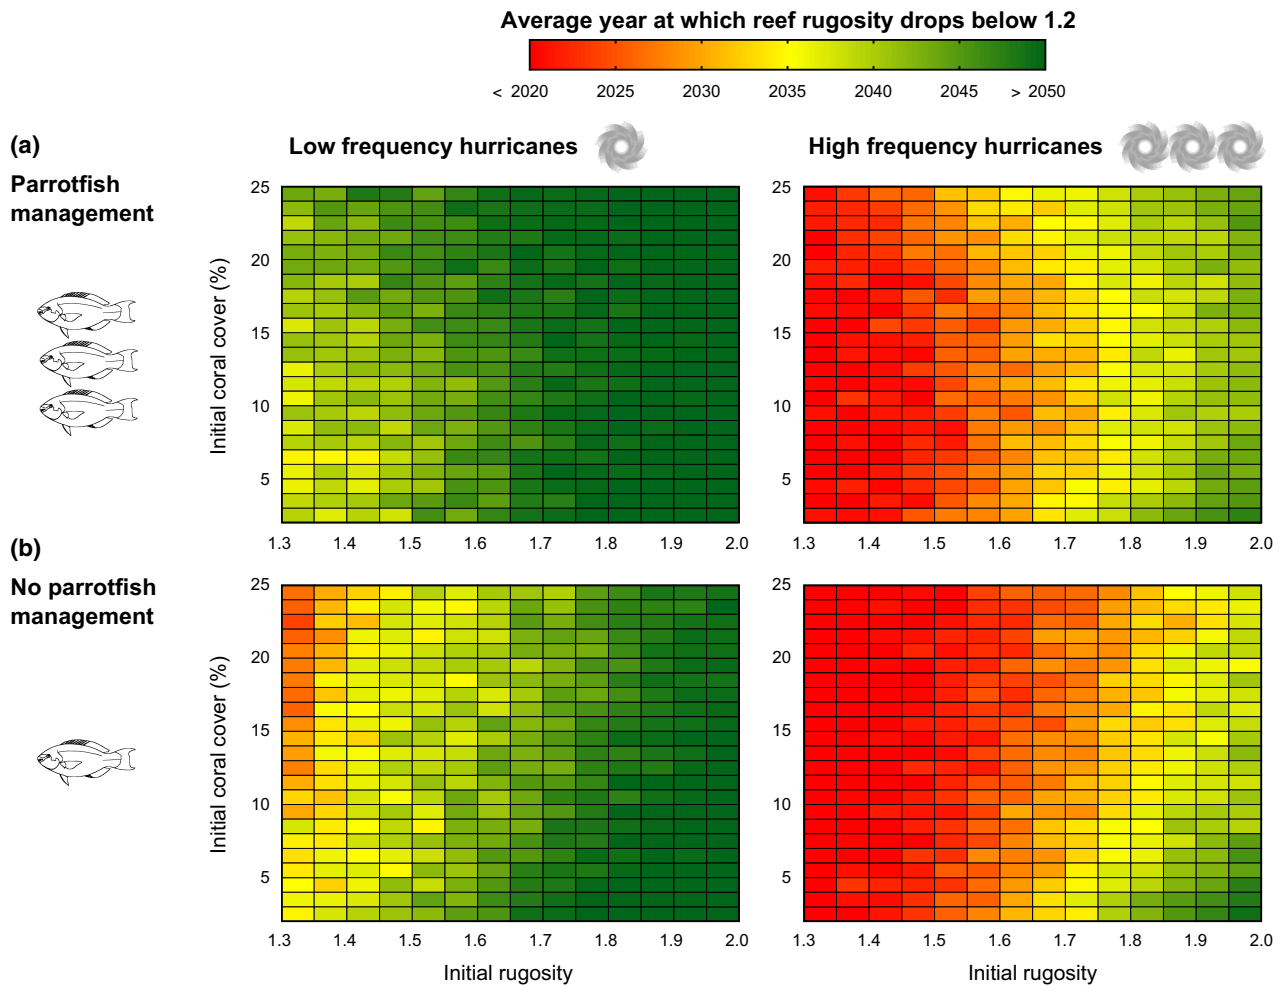 Average year at which reef rugosity drops below 1.2
< 2020 2025 2030 2035 2040 2045 > 2050
(a)
Low frequency hurricanes
High frequency hurricanes
Parrotfish
management
Initial coral cover (%)
25
20
15
10
5
1.3 1.4 1.5 1.6 1.7 1.8 1.9 2.0
25
20
15
10
5
1.3 1.4 1.5 1.6 1.7 1.8 1.9 2.0
(b)
No parrotfish
management
Initial coral cover (%)
25
20
15
10
5
1.3 1.4 1.5 1.6 1.7 1.8 1.9 2.0
Initial rugosity
25
20
15
10
5
1.3 1.4 1.5 1.6 1.7 1.8 1.9 2.0
Initial rugosity